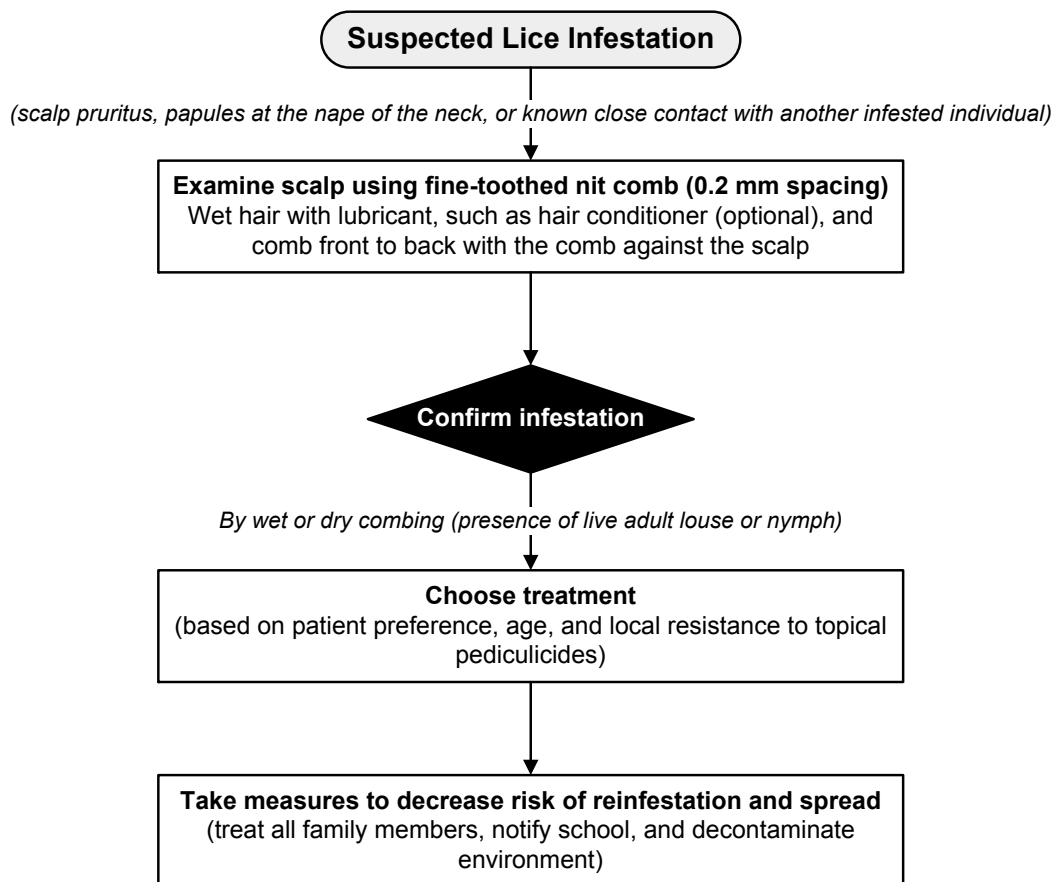 Suspected Lice Infestation
(scalp pruritus, papules at the nape of the neck, or known close contact with another infested individual)
Examine scalp using fine-toothed nit comb (0.2 mm spacing)
Wet hair with lubricant, such as hair conditioner (optional), and
comb front to back with the comb against the scalp
Confirm infestation
By wet or dry combing (presence of live adult louse or nymph)
Choose treatment
(based on patient preference, age, and local resistance to topical
pediculicides)
Take measures to decrease risk of reinfestation and spread
(treat all family members, notify school, and decontaminate
environment)